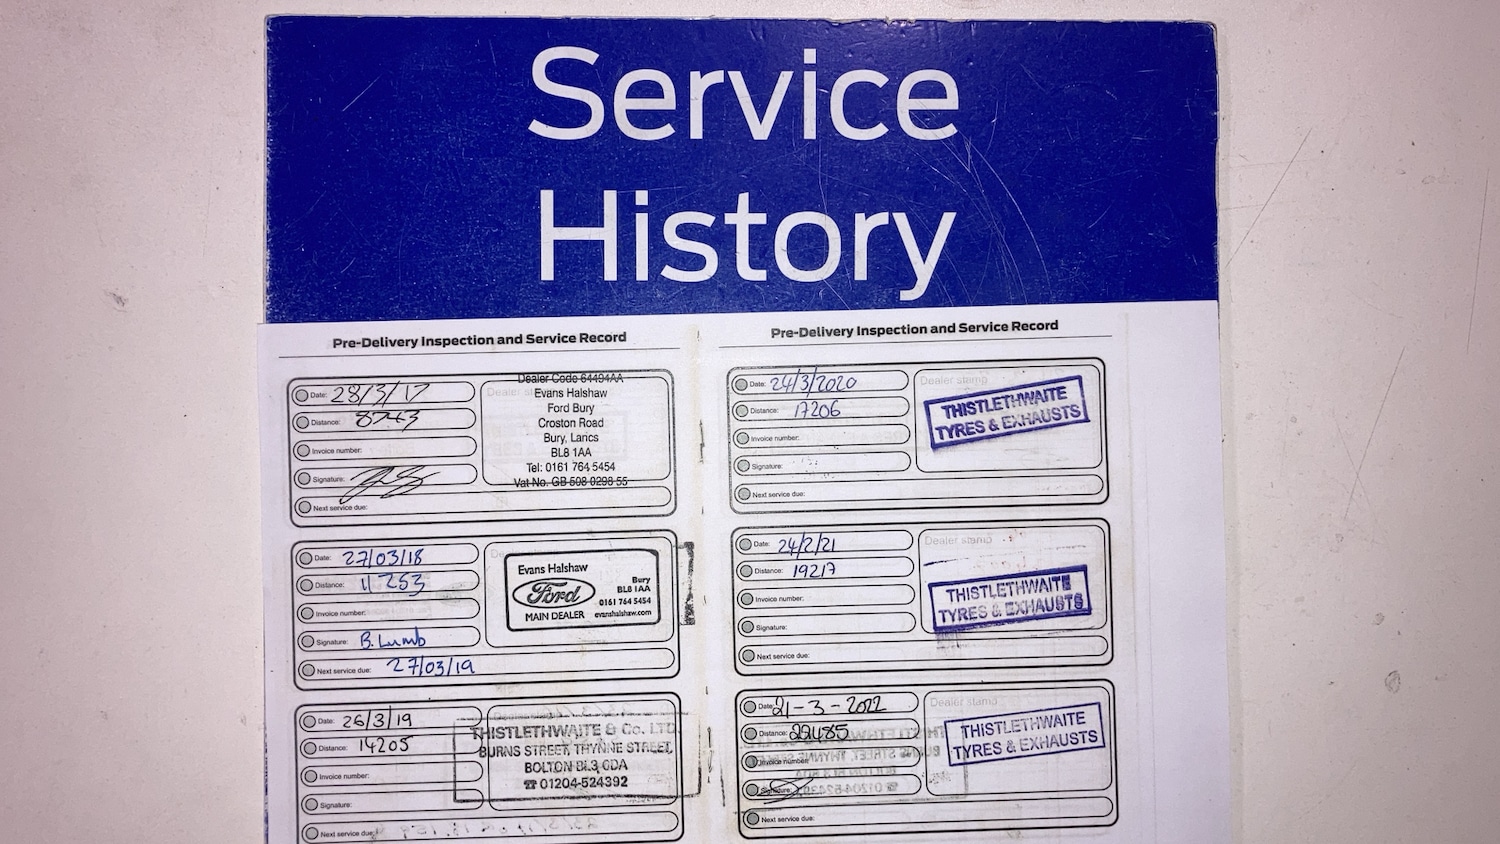 Service
History
Pre-Delivery Inspection and Service Record
Date: 28/3/17
Distance: 8743
Invoice number:
Signature:
Next service due:
Dealer Code 64494AA
Evans Halshaw
Ford Bury
Croston Road
Bury, Lancs
BL8 1AA
Tel: 0161 764 5454
Vat No. GB 508 0298 55
Date: 27/03/18
Distance: 11253
Invoice number:
Signature: B. Lumb
Next service due: 27/03/19
Evans Halshaw
Ford
MAIN DEALER
Bury
BL8 1AA
0161 764 5454
evanshalshaw.com
Date: 26/3/19
Distance: 14205
Invoice number:
Signature:
Next service due:
THISTLETHWAITE & Co. LTD.
BURNS STREET, THYNNE STREET,
BOLTON BL3 6DA
☎ 01204-524392
Pre-Delivery Inspection and Service Record
Date: 24/3/2020
Distance: 17206
Invoice number:
Signature:
Next service due:
Dealer stamp
THISTLETHWAITE
TYRES & EXHAUSTS
Date: 24/2/21
Distance: 19217
Invoice number:
Signature:
Next service due:
Dealer stamp
THISTLETHWAITE
TYRES & EXHAUSTS
Date: 21-3-2022
Distance: 22485
Invoice number:
Signature:
Next service due:
Dealer stamp
THISTLETHWAITE
TYRES & EXHAUSTS